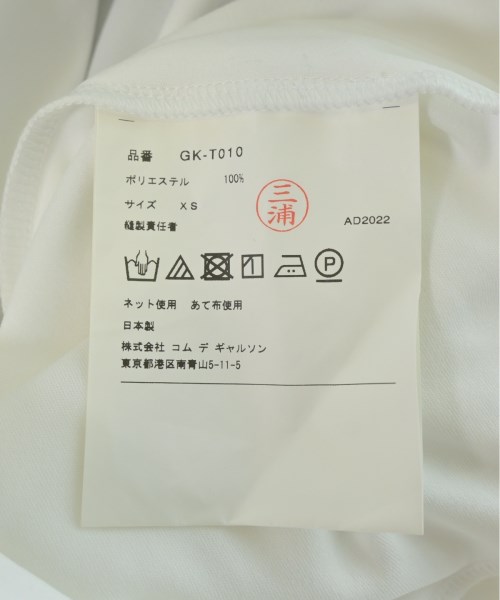 品番 GK-T010
ポリエステル 100%
サイズ XS
三浦
縫製責任者
AD2022
P
ネット使用 あて布使用
日本製
株式会社 コム デ ギャルソン
東京都港区南青山5-11-5